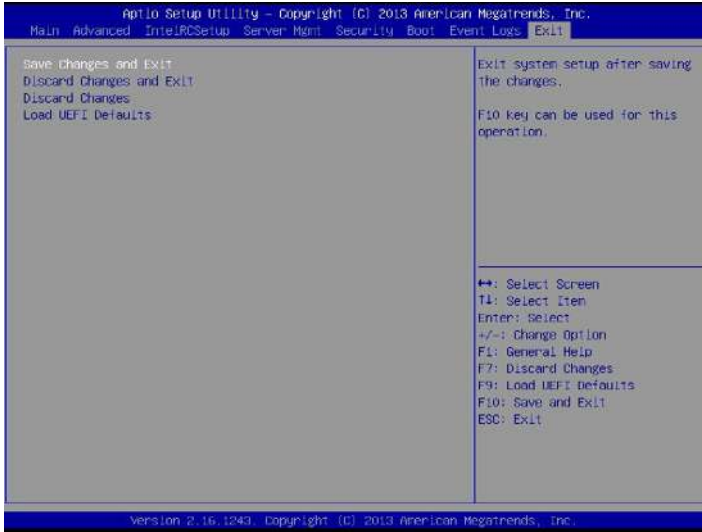 Aptio Setup Utility – Copyright (C) 2013 American Megatrends, Inc.
Main Advanced IntelRCSetup Server Mgmt Security Boot Event Logs Exit
Save Changes and Exit
Discard Changes and Exit
Discard Changes
Load UEFI Defaults
Exit system setup after saving
the changes.
F10 key can be used for this
operation.
↔: Select Screen
↑↓: Select Item
Enter: Select
+/-: Change Option
F1: General Help
F7: Discard Changes
F9: Load UEFI Defaults
F10: Save and Exit
ESC: Exit
Version 2.16.1243. Copyright (C) 2013 American Megatrends, Inc.